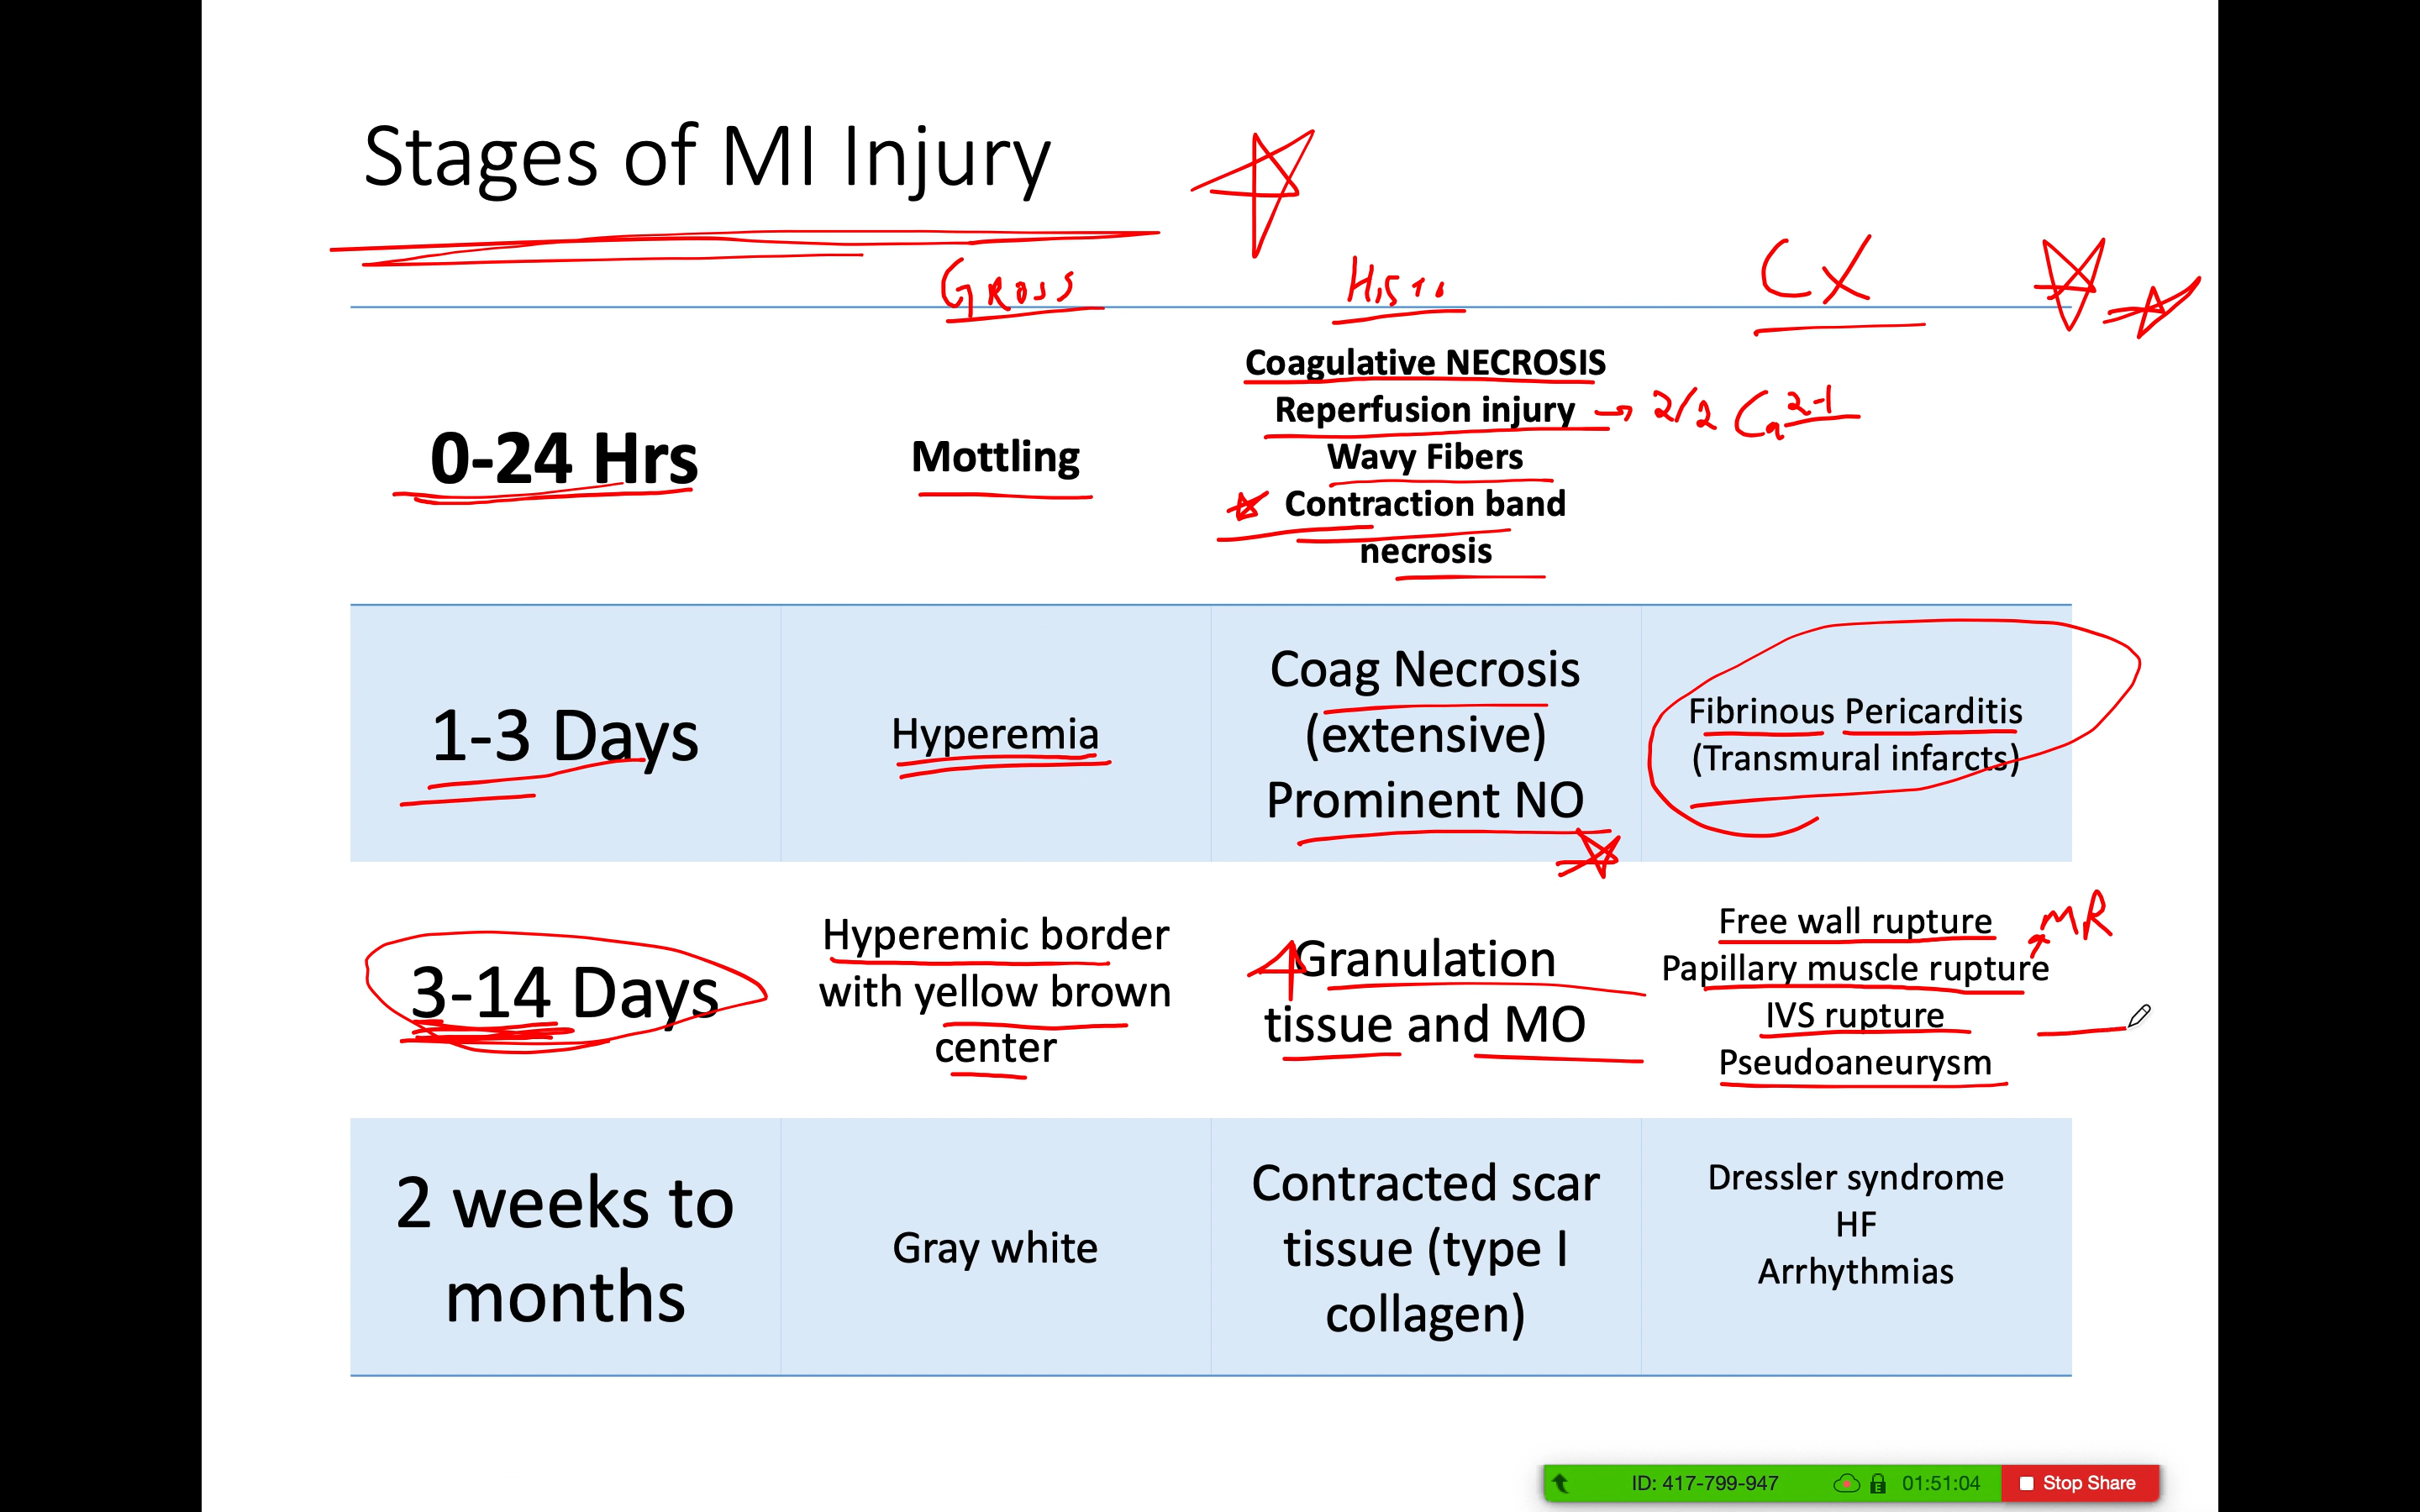 Stages of MI Injury
GROSS
HISTO
CX
0-24 Hrs
Mottling
Coagulative NECROSIS
Reperfusion injury → 2/2 Ca
Wavy Fibers
Contraction band
necrosis
1-3 Days
Hyperemia
Coag Necrosis
(extensive)
Prominent NO
Fibrinous Pericarditis
(Transmural infarcts)
3-14 Days
Hyperemic border
with yellow brown
center
Granulation
tissue and MO
MR
Free wall rupture
Papillary muscle rupture
IVS rupture
Pseudoaneurysm
2 weeks to
months
Gray white
Contracted scar
tissue (type I
collagen)
Dressler syndrome
HF
Arrhythmias
ID: 417-799-947
01:51:04
Stop Share